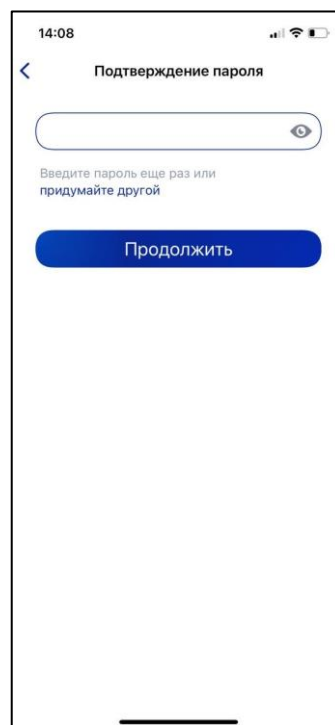 14:08
Подтверждение пароля
Введите пароль еще раз или
придумайте другой
Продолжить